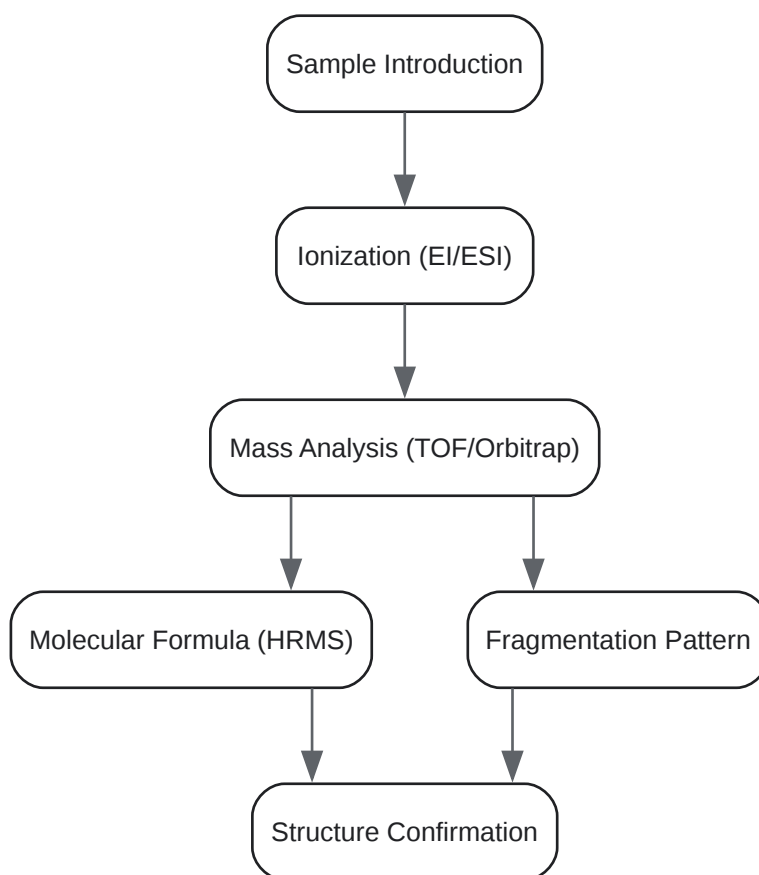 Sample Introduction
Ionization (EI/ESI)
Mass Analysis (TOF/Orbitrap)
Molecular Formula (HRMS)
Fragmentation Pattern
Structure Confirmation